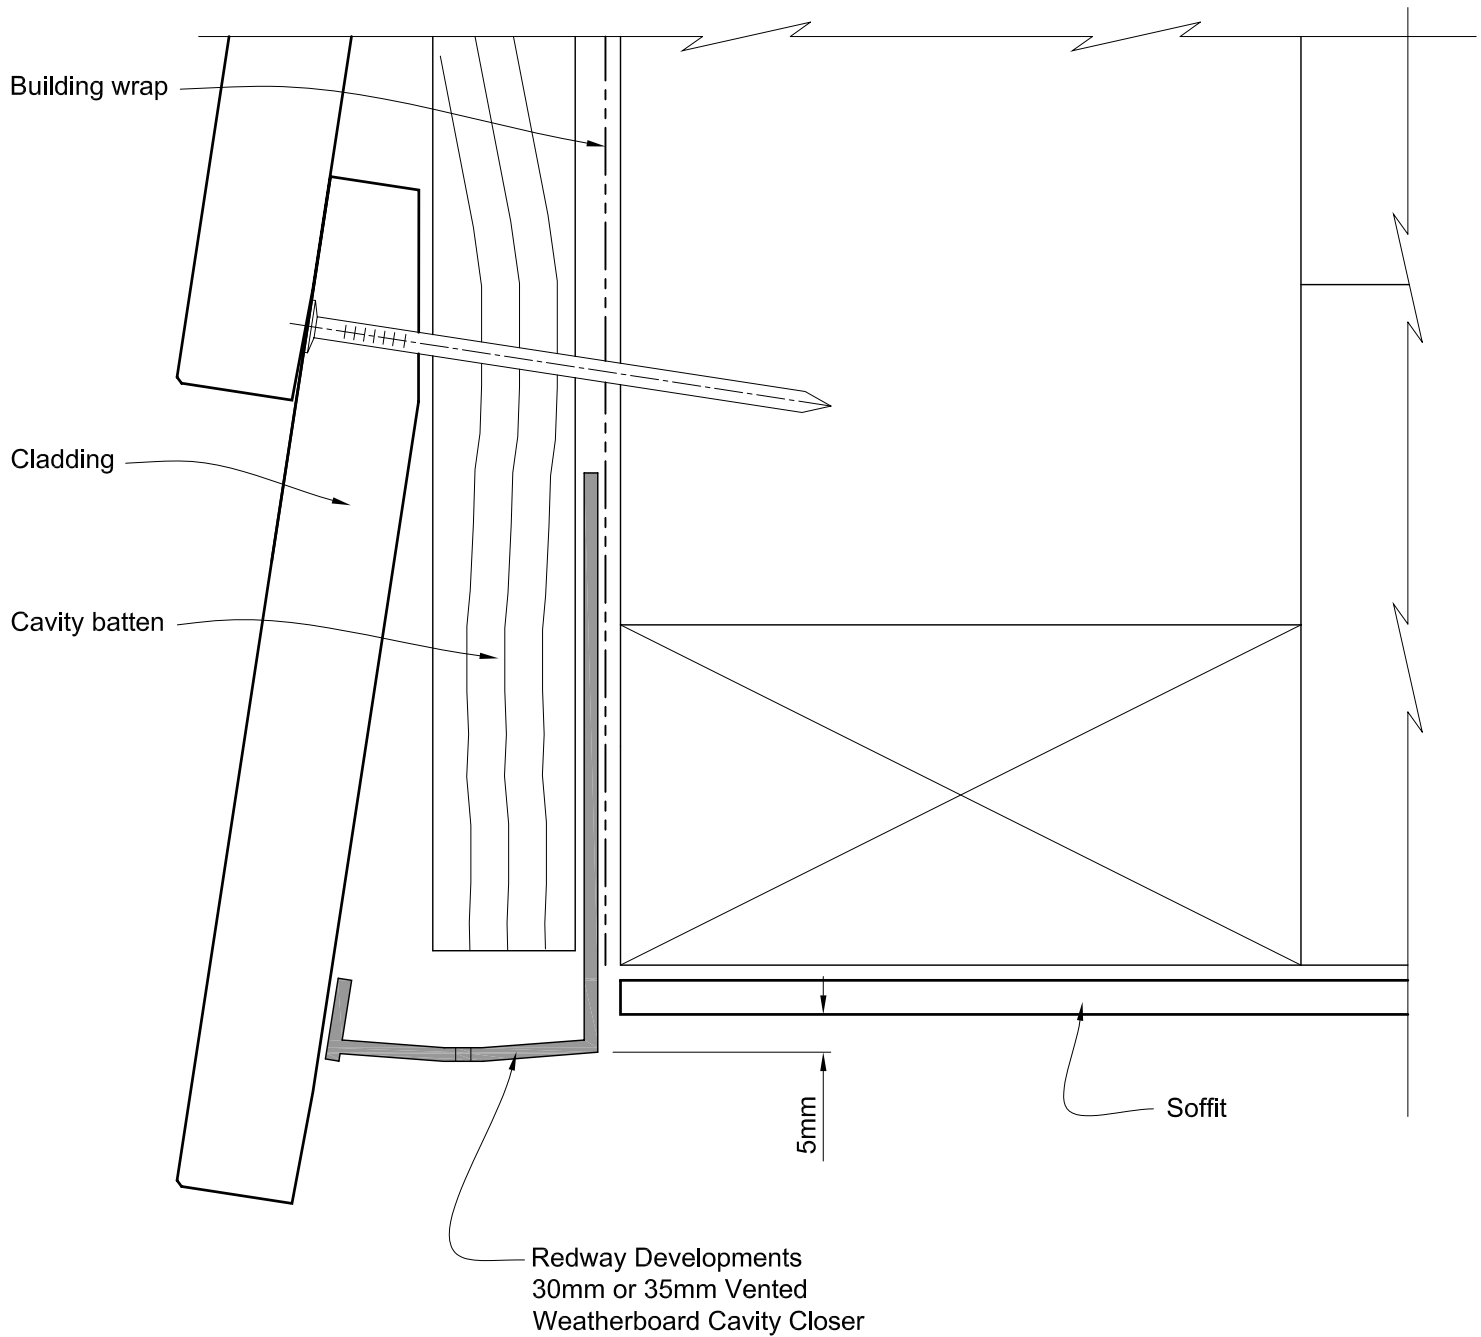 Building wrap
Cladding
Cavity batten
5mm
Soffit
Redway Developments
30mm or 35mm Vented
Weatherboard Cavity Closer